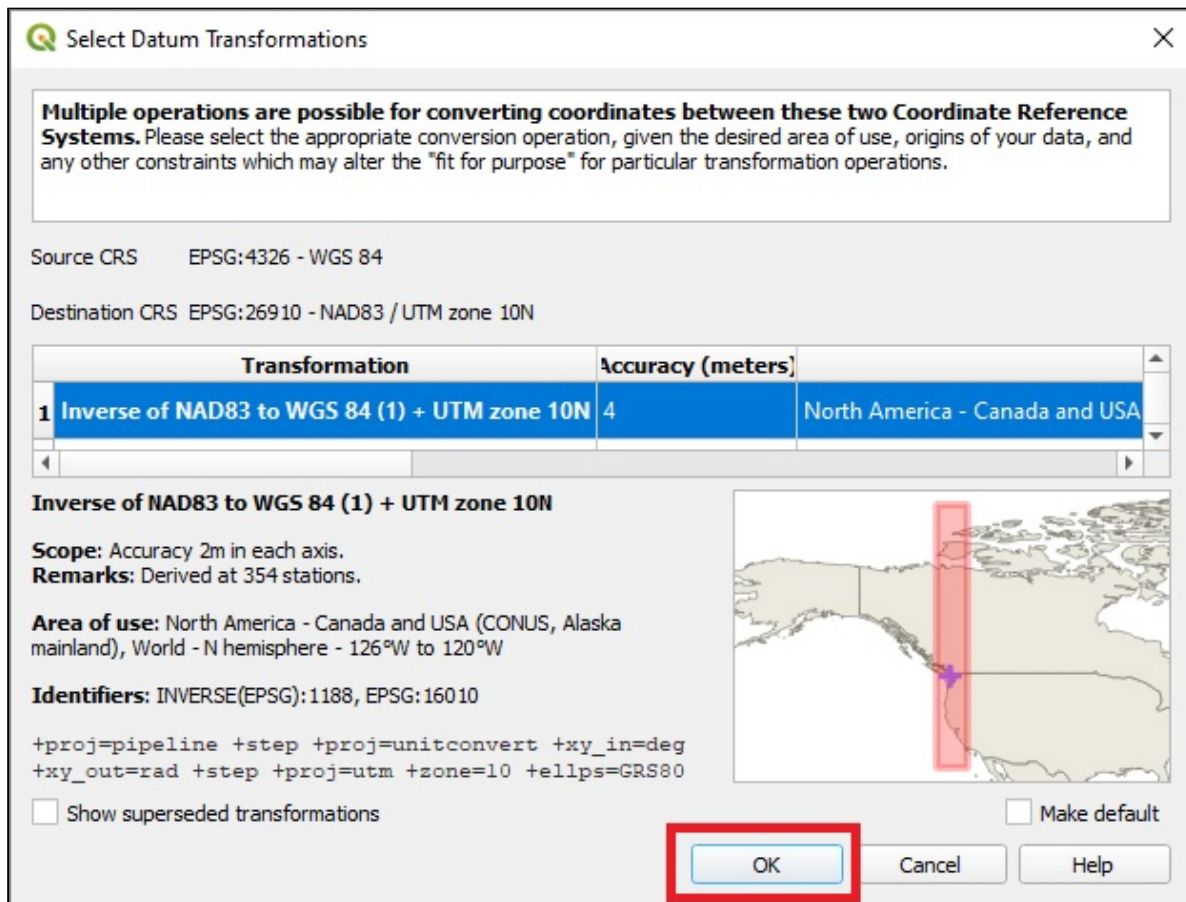 Select Datum Transformations
Multiple operations are possible for converting coordinates between these two Coordinate Reference
Systems. Please select the appropriate conversion operation, given the desired area of use, origins of your data, and
any other constraints which may alter the "fit for purpose" for particular transformation operations.
Source CRS EPSG:4326 - WGS 84
Destination CRS EPSG:26910 - NAD83 / UTM zone 10N
Transformation Accuracy (meters)
1 Inverse of NAD83 to WGS 84 (1) + UTM zone 10N 4 North America - Canada and USA
Inverse of NAD83 to WGS 84 (1) + UTM zone 10N
Scope: Accuracy 2m in each axis.
Remarks: Derived at 354 stations.
Area of use: North America - Canada and USA (CONUS, Alaska
mainland), World - N hemisphere - 126°W to 120°W
Identifiers: INVERSE(EPSG):1188, EPSG:16010
+proj=pipeline +step +proj=unitconvert +xy_in=deg
+xy_out=rad +step +proj=utm +zone=10 +ellps=GRS80
Show superseded transformations Make default
OK Cancel Help